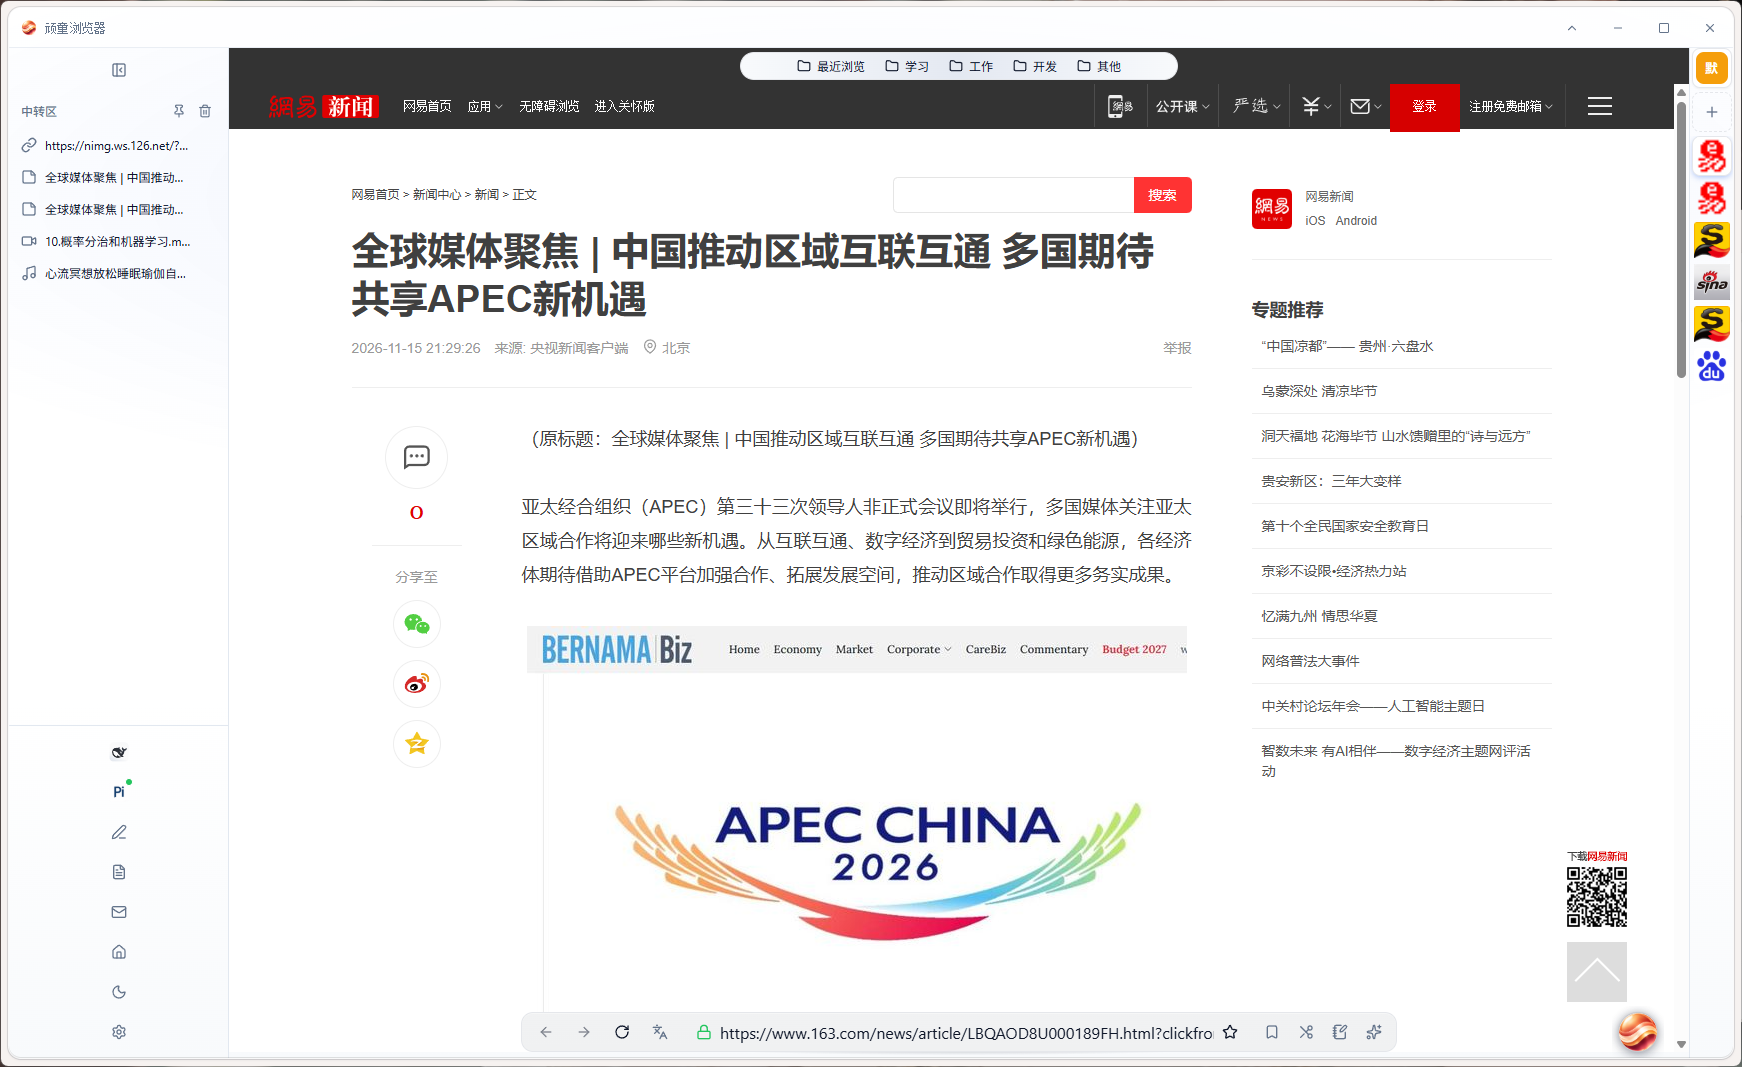 顽童浏览器
中转区
https://nimg.ws.126.net/?...
全球媒体聚焦 | 中国推动...
全球媒体聚焦 | 中国推动...
10.概率分治和机器学习.m...
心流冥想放松睡眠瑜伽自...
Pi
最近浏览 学习 工作 开发 其他
網易 新闻 网易首页 应用 无障碍浏览 进入关怀版
網易 公开课 严选 登录 注册免费邮箱
网易首页 > 新闻中心 > 新闻 > 正文
搜索
全球媒体聚焦 | 中国推动区域互联互通 多国期待
共享APEC新机遇
2026-11-15 21:29:26 来源: 央视新闻客户端 北京
举报
0
分享至
（原标题：全球媒体聚焦 | 中国推动区域互联互通 多国期待共享APEC新机遇）
亚太经合组织（APEC）第三十三次领导人非正式会议即将举行，多国媒体关注亚太
区域合作将迎来哪些新机遇。从互联互通、数字经济到贸易投资和绿色能源，各经济
体期待借助APEC平台加强合作、拓展发展空间，推动区域合作取得更多务实成果。
BERNAMA Biz Home Economy Market Corporate CareBiz Commentary Budget 2027
APEC CHINA
2026
網易
NEWS
网易新闻
iOS Android
专题推荐
“中国凉都”—— 贵州·六盘水
乌蒙深处 清凉毕节
洞天福地 花海毕节 山水馈赠里的“诗与远方”
贵安新区：三年大变样
第十个全民国家安全教育日
京彩不设限•经济热力站
忆满九州 情思华夏
网络普法大事件
中关村论坛年会——人工智能主题日
智数未来 有AI相伴——数字经济主题网评活
动
下载网易新闻
https://www.163.com/news/article/LBQAOD8U000189FH.html?clickfro
默
sina
du